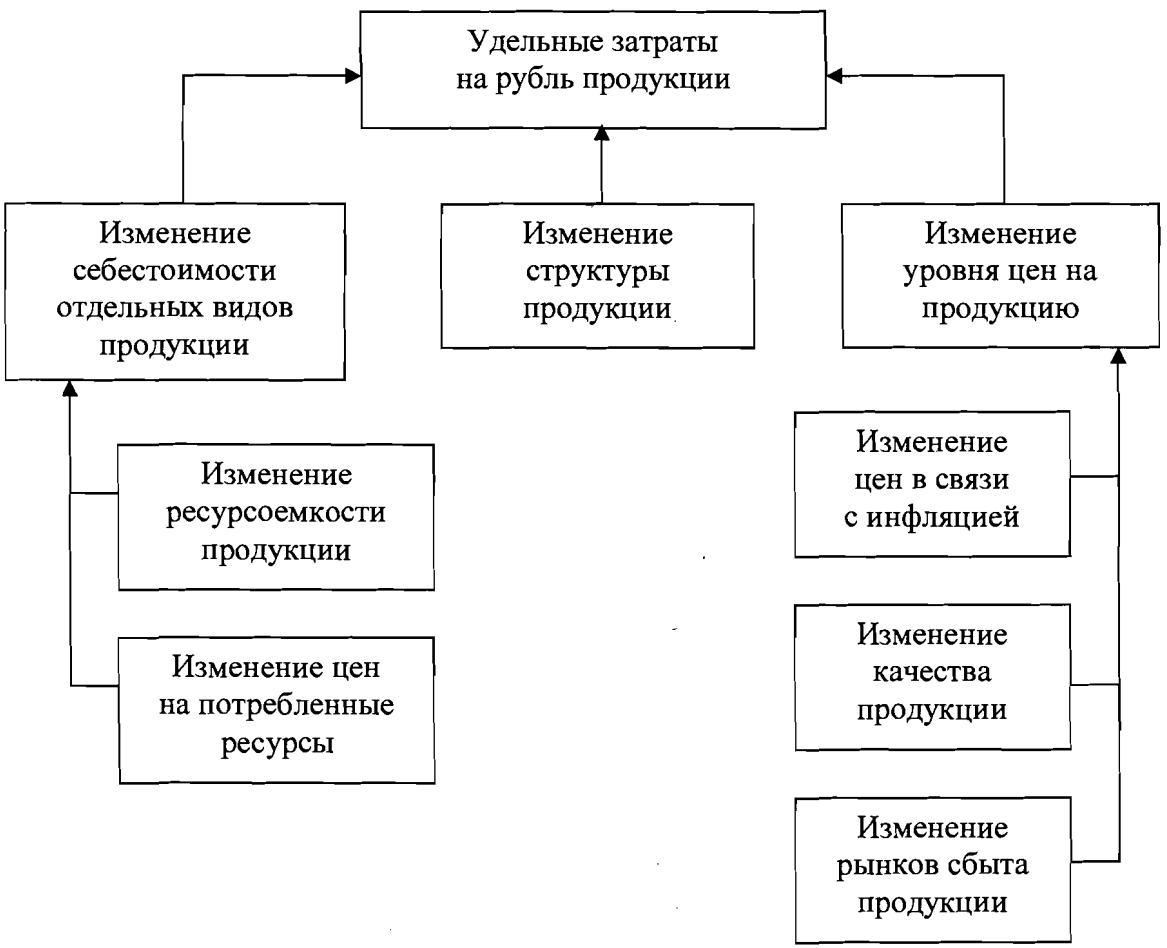 Удельные затраты
на рубль продукции
Изменение
себестоимости
отдельных видов
продукции
Изменение
структуры
продукции
Изменение
уровня цен на
продукцию
Изменение
ресурсоемкости
продукции
Изменение цен
на потребленные
ресурсы
Изменение
цен в связи
с инфляцией
Изменение
качества
продукции
Изменение
рынков сбыта
продукции